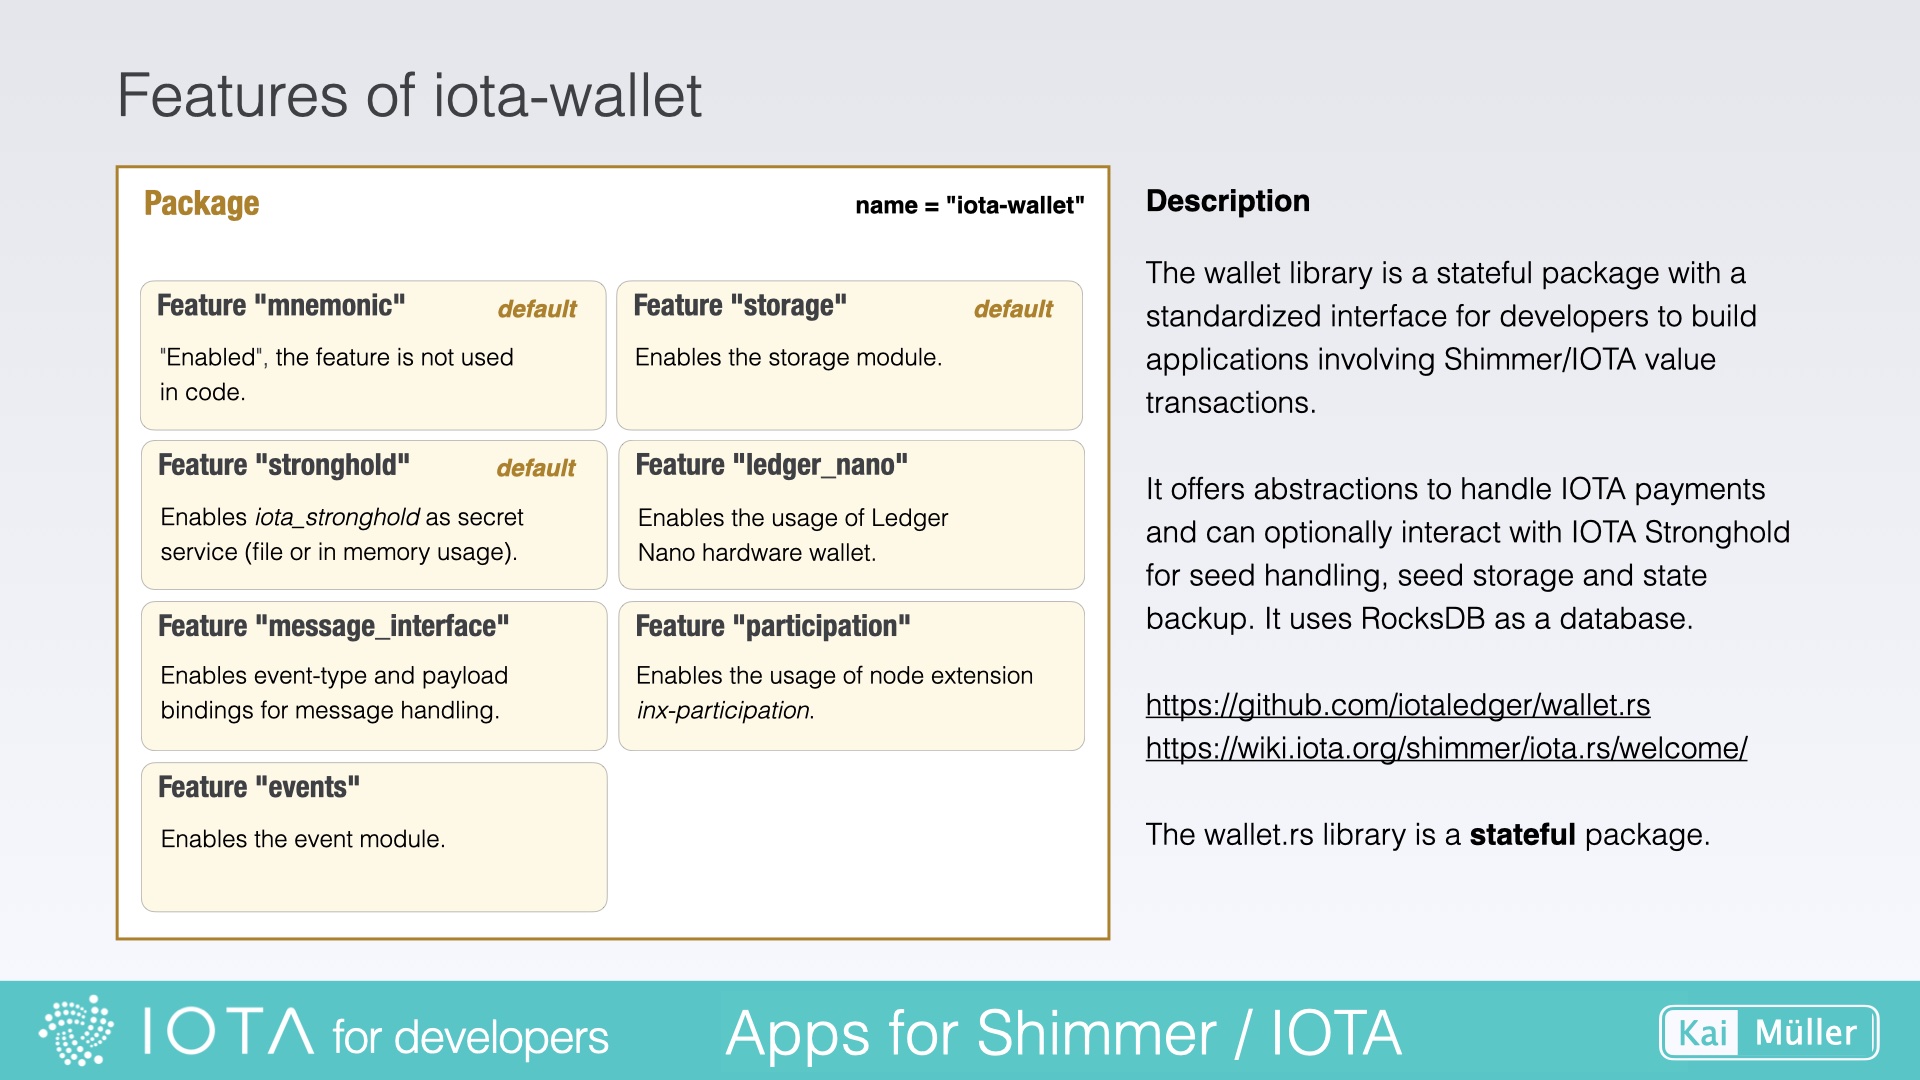 Features of iota-wallet
Package
name = "iota-wallet"
Feature "mnemonic"
default
"Enabled", the feature is not used
in code.
Feature "storage"
default
Enables the storage module.
Feature "stronghold"
default
Enables iota_stronghold as secret
service (file or in memory usage).
Feature "ledger_nano"
Enables the usage of Ledger
Nano hardware wallet.
Feature "message_interface"
Enables event-type and payload
bindings for message handling.
Feature "participation"
Enables the usage of node extension
inx-participation.
Feature "events"
Enables the event module.
Description
The wallet library is a stateful package with a
standardized interface for developers to build
applications involving Shimmer/IOTA value
transactions.
It offers abstractions to handle IOTA payments
and can optionally interact with IOTA Stronghold
for seed handling, seed storage and state
backup. It uses RocksDB as a database.
https://github.com/iotaledger/wallet.rs
https://wiki.iota.org/shimmer/iota.rs/welcome/
The wallet.rs library is a stateful package.
IOTA for developers
Apps for Shimmer / IOTA
Kai Müller